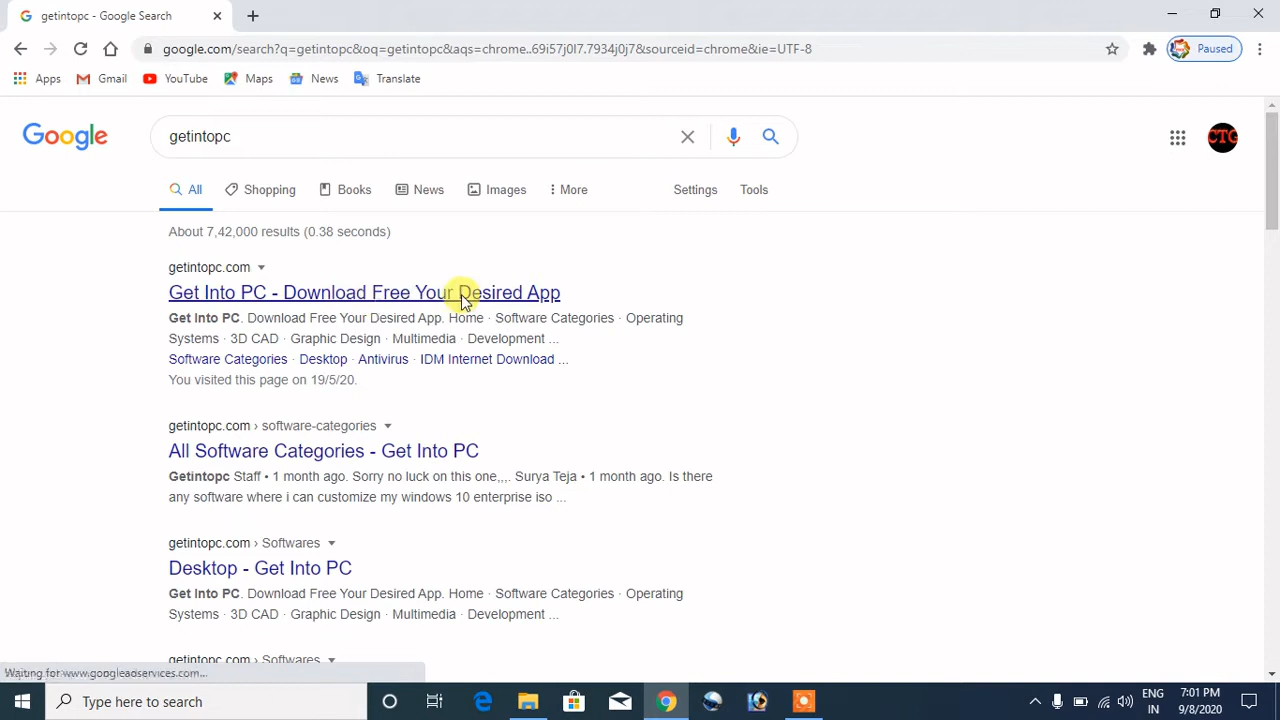 getintopc - Google Search
google.com/search?q=getintopc&oq=getintopc&aqs=chrome..69i57j0l7.7934j0j7&sourceid=chrome&ie=UTF-8
Paused
Apps Gmail YouTube Maps News Translate
Google
getintopc
CTG
All Shopping Books News Images More Settings Tools
About 7,42,000 results (0.38 seconds)
getintopc.com
Get Into PC - Download Free Your Desired App
Get Into PC. Download Free Your Desired App. Home · Software Categories · Operating
Systems · 3D CAD · Graphic Design · Multimedia · Development ...
Software Categories · Desktop · Antivirus · IDM Internet Download ...
You visited this page on 19/5/20.
getintopc.com › software-categories
All Software Categories - Get Into PC
Getintopc Staff • 1 month ago. Sorry no luck on this one,,,. Surya Teja • 1 month ago. Is there
any software where i can customize my windows 10 enterprise iso ...
getintopc.com › Softwares
Desktop - Get Into PC
Get Into PC. Download Free Your Desired App. Home · Software Categories · Operating
Systems · 3D CAD · Graphic Design · Multimedia · Development ...
getintopc.com › Softwares
Waiting for www.googleadservices.com...
Type here to search
ENG
IN
7:01 PM
9/8/2020